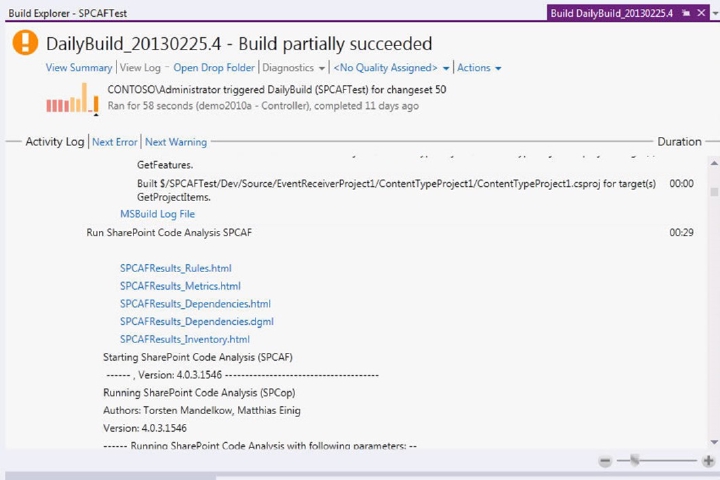 Build Explorer - SPCAFTest
Build DailyBuild_20130225.4
DailyBuild_20130225.4 - Build partially succeeded
View Summary | View Log - Open Drop Folder | Diagnostics | <No Quality Assigned> | Actions
CONTOSO\Administrator triggered DailyBuild (SPCAFTest) for changeset 50
Ran for 58 seconds (demo2010a - Controller), completed 11 days ago
Activity Log | Next Error | Next Warning Duration
GetFeatures.
Built $/SPCAFTest/Dev/Source/EventReceiverProject1/ContentTypeProject1/ContentTypeProject1.csproj for target(s) 00:00
GetProjectItems.
MSBuild Log File
Run SharePoint Code Analysis SPCAF 00:29
SPCAFResults_Rules.html
SPCAFResults_Metrics.html
SPCAFResults_Dependencies.html
SPCAFResults_Dependencies.dgml
SPCAFResults_Inventory.html
Starting SharePoint Code Analysis (SPCAF)
------ , Version: 4.0.3.1546 -------------------------------------
Running SharePoint Code Analysis (SPCop)
Authors: Torsten Mandelkow, Matthias Einig
Version: 4.0.3.1546
------ Running SharePoint Code Analysis with following parameters: --